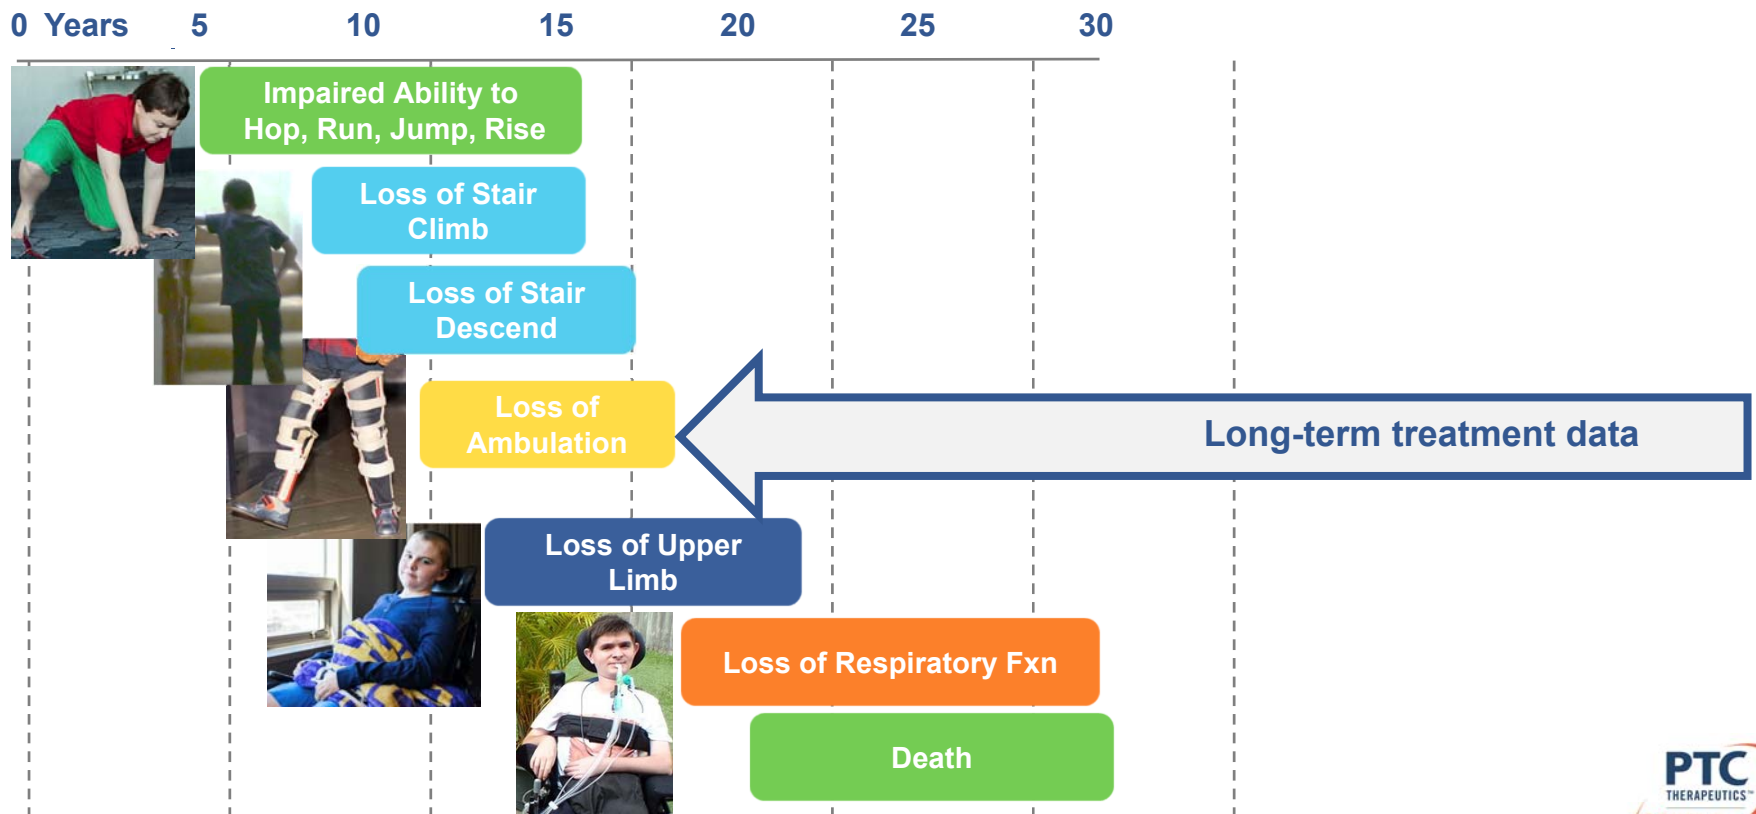 0 Years 5 10 15 20 25 30
Impaired Ability to
Hop, Run, Jump, Rise
Loss of Stair
Climb
Loss of Stair
Descend
Loss of
Ambulation
Long-term treatment data
Loss of Upper
Limb
Loss of Respiratory Fxn
Death
PTC
THERAPEUTICS™